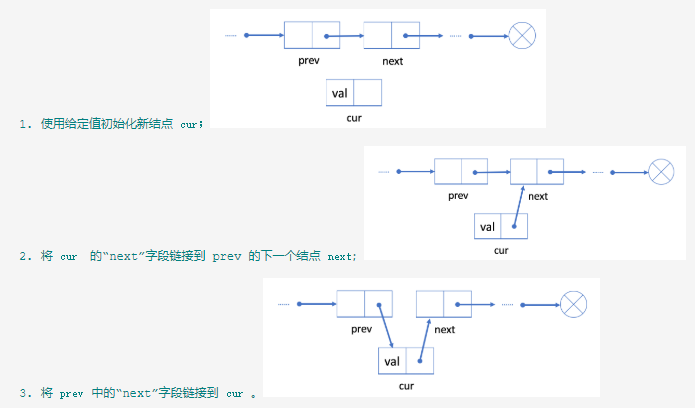 ...... ......
prev next
val
cur
1. 使用给定值初始化新结点 cur;
...... ......
prev next
val
cur
2. 将 cur 的“next”字段链接到 prev 的下一个结点 next;
...... ......
prev next
val
cur
3. 将 prev 中的“next”字段链接到 cur 。